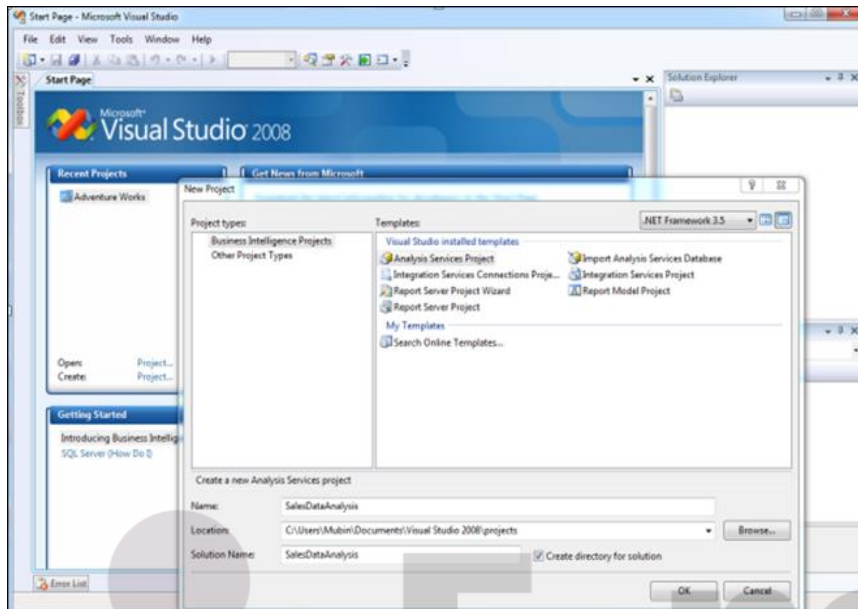 Start Page - Microsoft Visual Studio
File Edit View Tools Window Help
Toolbox
Start Page
Solution Explorer
Microsoft®
Visual Studio 2008
Recent Projects
Get News from Microsoft
Adventure Works
Open: Project...
Create: Project...
Getting Started
Introducing Business Intellig
SQL Server (How Do I)
New Project
Project types:
Templates:
.NET Framework 3.5
Business Intelligence Projects
Other Project Types
Visual Studio installed templates
Analysis Services Project
Import Analysis Services Database
Integration Services Connections Proje...
Integration Services Project
Report Server Project Wizard
Report Model Project
Report Server Project
My Templates
Search Online Templates...
Create a new Analysis Services project
Name: SalesDataAnalysis
Location: C:\Users\Mubin\Documents\Visual Studio 2008\projects
Browse...
Solution Name: SalesDataAnalysis
Create directory for solution
OK Cancel
Error List